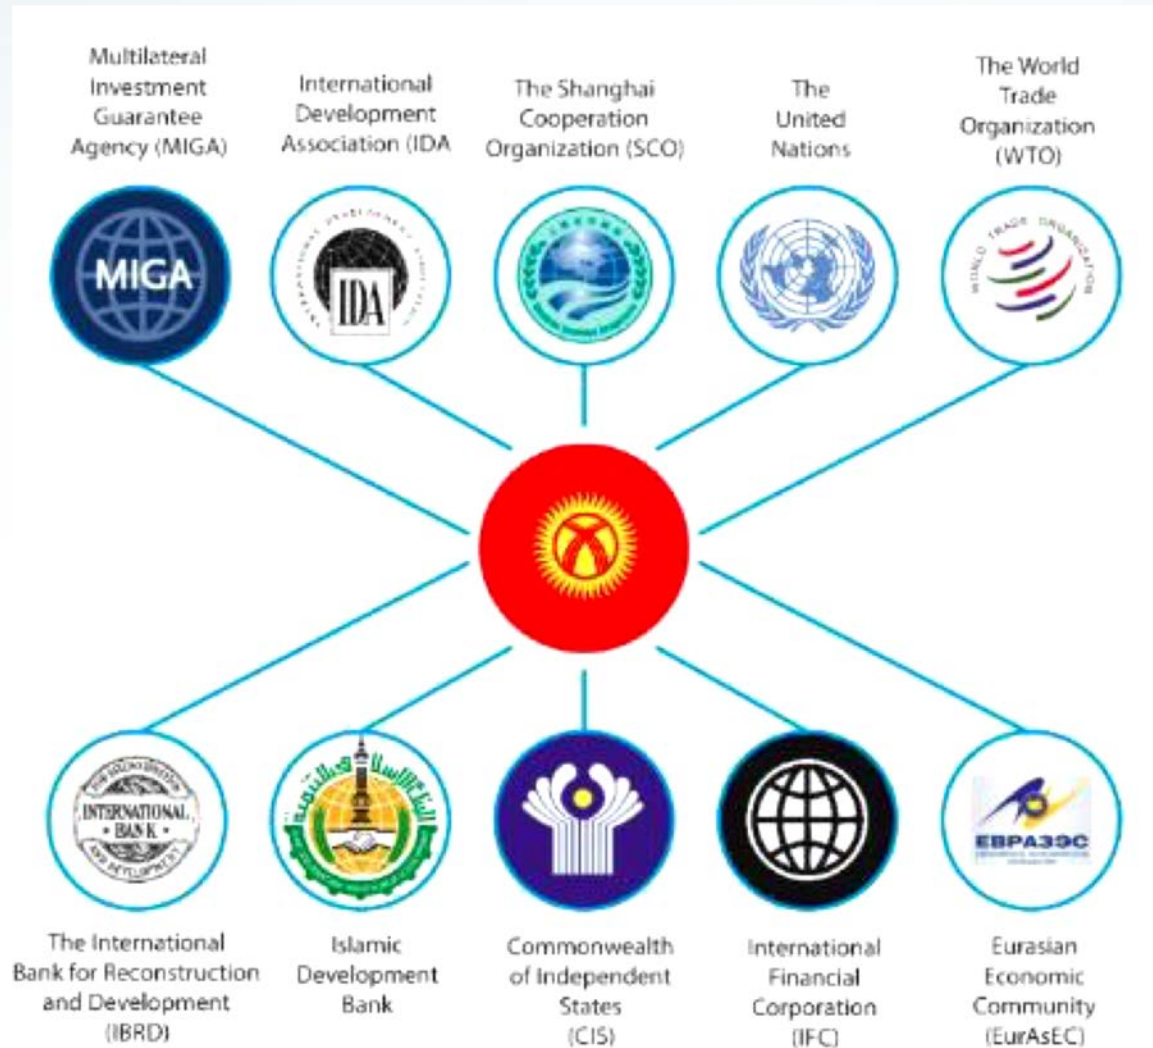 Multilateral
Investment
Guarantee
Agency (MIGA)
International
Development
Association (IDA
The Shanghai
Cooperation
Organization (SCO)
The
United
Nations
The World
Trade
Organization
(WTO)
MIGA
IDA
WORLD TRADE ORGANIZATION
INTERNATIONAL
BANK
AND DEVELOPMENT
ЕВРАЗЭС
The International
Bank for Reconstruction
and Development
(IBRD)
Islamic
Development
Bank
Commonwealth
of Independent
States
(CIS)
International
Financial
Corporation
(IFC)
Eurasian
Economic
Community
(EurAsEC)